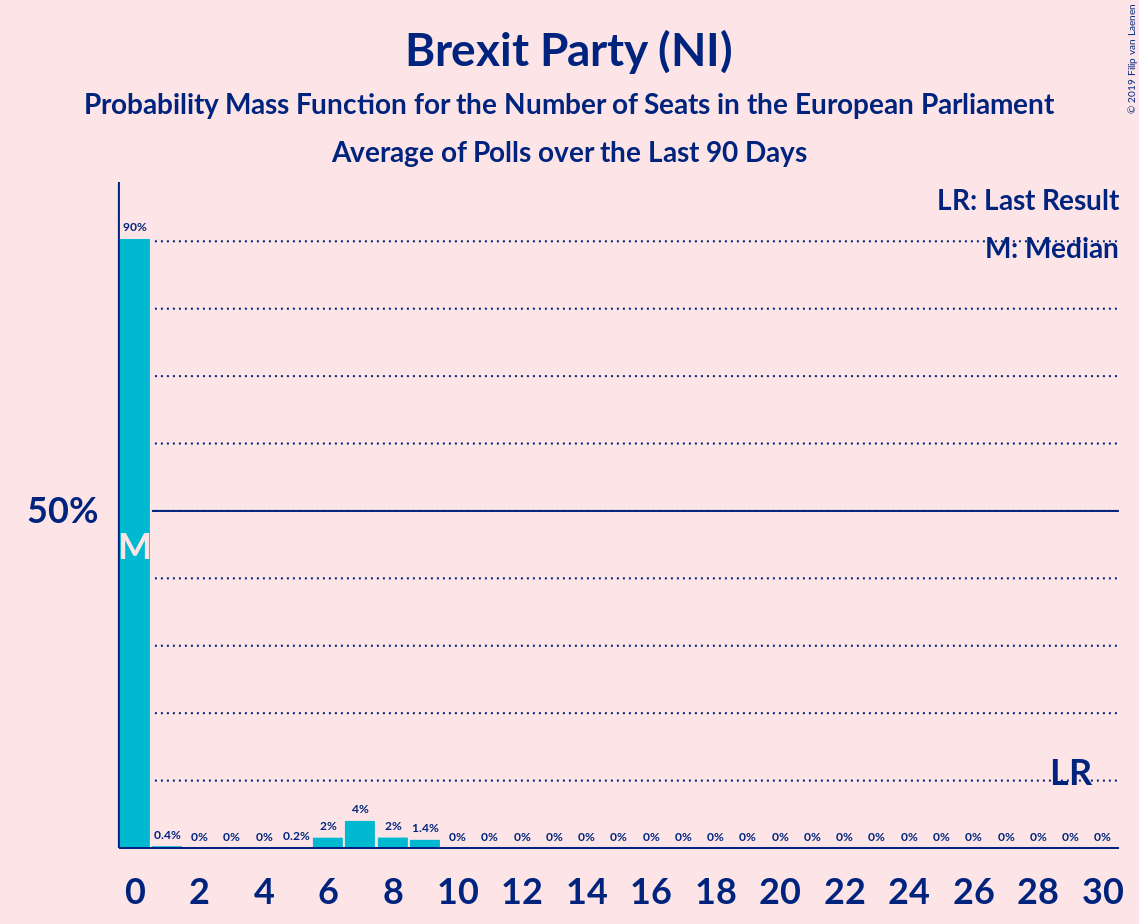 Brexit Party (NI)
Probability Mass Function for the Number of Seats in the European Parliament
Average of Polls over the Last 90 Days
© 2019 Filip van Laenen
LR: Last Result
M: Median
90%
50%
M
LR
0.4% 0% 0% 0% 0.2% 2% 4% 2% 1.4% 0% 0% 0% 0% 0% 0% 0% 0% 0% 0% 0% 0% 0% 0% 0% 0% 0% 0% 0% 0% 0%
0 2 4 6 8 10 12 14 16 18 20 22 24 26 28 30